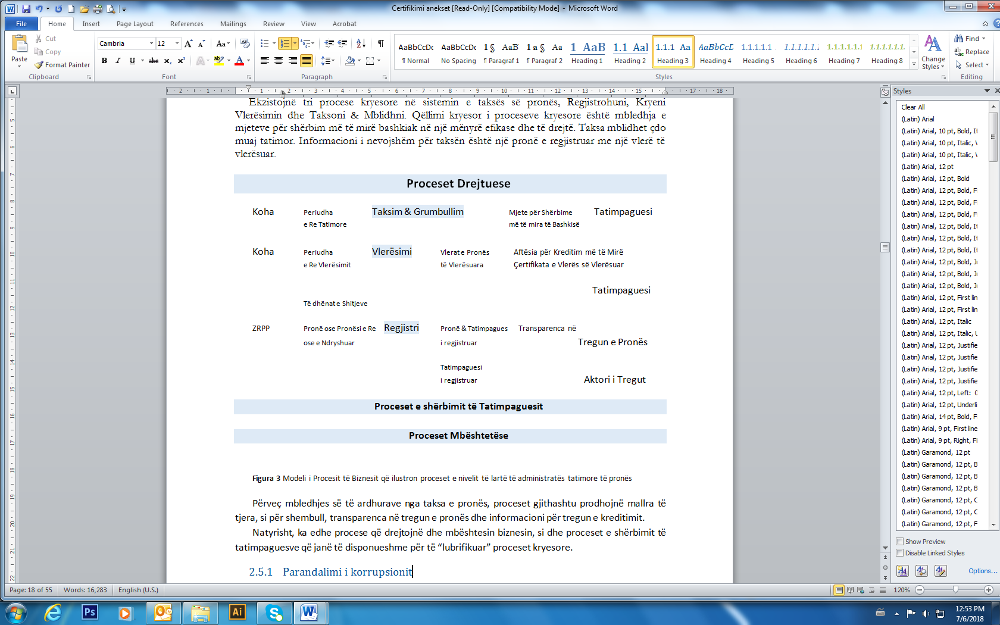 Certifikimi anekset [Read-Only] [Compatibility Mode] - Microsoft Word
File Home Insert Page Layout References Mailings Review View Acrobat
Paste Cut Copy Format Painter Clipboard
Cambria 12 Font
Paragraph
AaBbCcDc ¶ Normal
AaBbCcDc No Spacing
1 § AaB ¶ Paragraf 1
1 a § Aa ¶ Paragraf 2
1 AaB Heading 1
1.1 Aa Heading 2
1.1.1 Aa Heading 3
AaBbCcD Heading 4
1.1.1.1.1 Heading 5
1.1.1.1.1.1. Heading 6
1.1.1.1.1.1 Heading 7
1.1.1.1.1.1. Heading 8
Change Styles
Styles
Find Replace Select Editing
Ekzistojnë tri procese kryesore në sistemin e taksës së pronës, Regjistrohuni, Kryeni
Vlerësimin dhe Taksoni & Mblidhni. Qëllimi kryesor i proceseve kryesore është mbledhja e
mjeteve për shërbim më të mirë bashkiak në një mënyrë efikase dhe të drejtë. Taksa mblidhet çdo
muaj tatimor. Informacioni i nevojshëm për taksën është një pronë e regjistruar me një vlerë të
vlerësuar.
Proceset Drejtuese
Koha Periudha Taksim & Grumbullim Mjete për Shërbime Tatimpaguesi
e Re Tatimore më të mira të Bashkisë
Koha Periudha Vlerësimi Vlerat e Pronës Aftësia për Kreditim më të Mirë
e Re Vlerësimit të Vlerësuara Çertifikata e Vlerës së Vlerësuar
Tatimpaguesi
Të dhënat e Shitjeve
ZRPP Pronë ose Pronësi e Re Regjistri Pronë & Tatimpagues Transparenca në
ose e Ndryshuar i regjistruar Tregun e Pronës
Tatimpaguesi
i regjistruar Aktori i Tregut
Proceset e shërbimit të Tatimpaguesit
Proceset Mbështetëse
Figura 3 Modeli i Procesit të Biznesit që ilustron proceset e nivelit të lartë të administratës tatimore të pronës
Përveç mbledhjes së të ardhurave nga taksa e pronës, proceset gjithashtu prodhojnë mallra të
tjera, si për shembull, transparenca në tregun e pronës dhe informacioni për tregun e kreditimit.
Natyrisht, ka edhe procese që drejtojnë dhe mbështesin biznesin, si dhe proceset e shërbimit të
tatimpaguesve që janë të disponueshme për të “lubrifikuar” proceset kryesore.
2.5.1 Parandalimi i korrupsionit
Styles
Clear All
(Latin) Arial
(Latin) Arial, 10 pt, Bold, It
(Latin) Arial, 10 pt, Italic, V
(Latin) Arial, 10 pt, Italic, V
(Latin) Arial, 12 pt
(Latin) Arial, 12 pt, Bold
(Latin) Arial, 12 pt, Bold, F
(Latin) Arial, 12 pt, Bold, F
(Latin) Arial, 12 pt, Bold, F
(Latin) Arial, 12 pt, Bold, It
(Latin) Arial, 12 pt, Bold, It
(Latin) Arial, 12 pt, Bold, It
(Latin) Arial, 12 pt, Bold, Ju
(Latin) Arial, 12 pt, Bold, Ju
(Latin) Arial, 12 pt, Bold, Ju
(Latin) Arial, 12 pt, First lin
(Latin) Arial, 12 pt, First lin
(Latin) Arial, 12 pt, Italic
(Latin) Arial, 12 pt, Italic, U
(Latin) Arial, 12 pt, Justifie
(Latin) Arial, 12 pt, Justifie
(Latin) Arial, 12 pt, Justifie
(Latin) Arial, 12 pt, Justifie
(Latin) Arial, 12 pt, Left: 0
(Latin) Arial, 12 pt, Underli
(Latin) Arial, 14 pt, Bold, F
(Latin) Arial, 9 pt, First line
(Latin) Arial, 9 pt, Right, Fi
(Latin) Garamond, 12 pt
(Latin) Garamond, 12 pt, B
(Latin) Garamond, 12 pt, B
(Latin) Garamond, 12 pt, B
(Latin) Garamond, 12 pt, C
(Latin) Garamond, 12 pt, C
(Latin) Garamond, 12 pt, F
Show Preview
Disable Linked Styles
Options...
Page: 18 of 55 Words: 16,283 English (U.S.) 120%
12:53 PM
7/6/2018